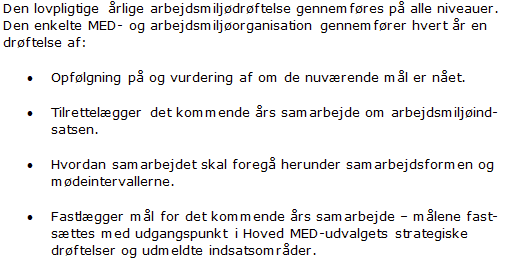 Den lovpligtige årlige arbejdsmiljødrøftelse gennemføres på alle niveauer.
Den enkelte MED- og arbejdsmiljøorganisation gennemfører hvert år en
drøftelse af:
• Opfølgning på og vurdering af om de nuværende mål er nået.
• Tilrettelægger det kommende års samarbejde om arbejdsmiljøind-
satsen.
• Hvordan samarbejdet skal foregå herunder samarbejdsformen og
mødeintervallerne.
• Fastlægger mål for det kommende års samarbejde – målene fast-
sættes med udgangspunkt i Hoved MED-udvalgets strategiske
drøftelser og udmeldte indsatsområder.